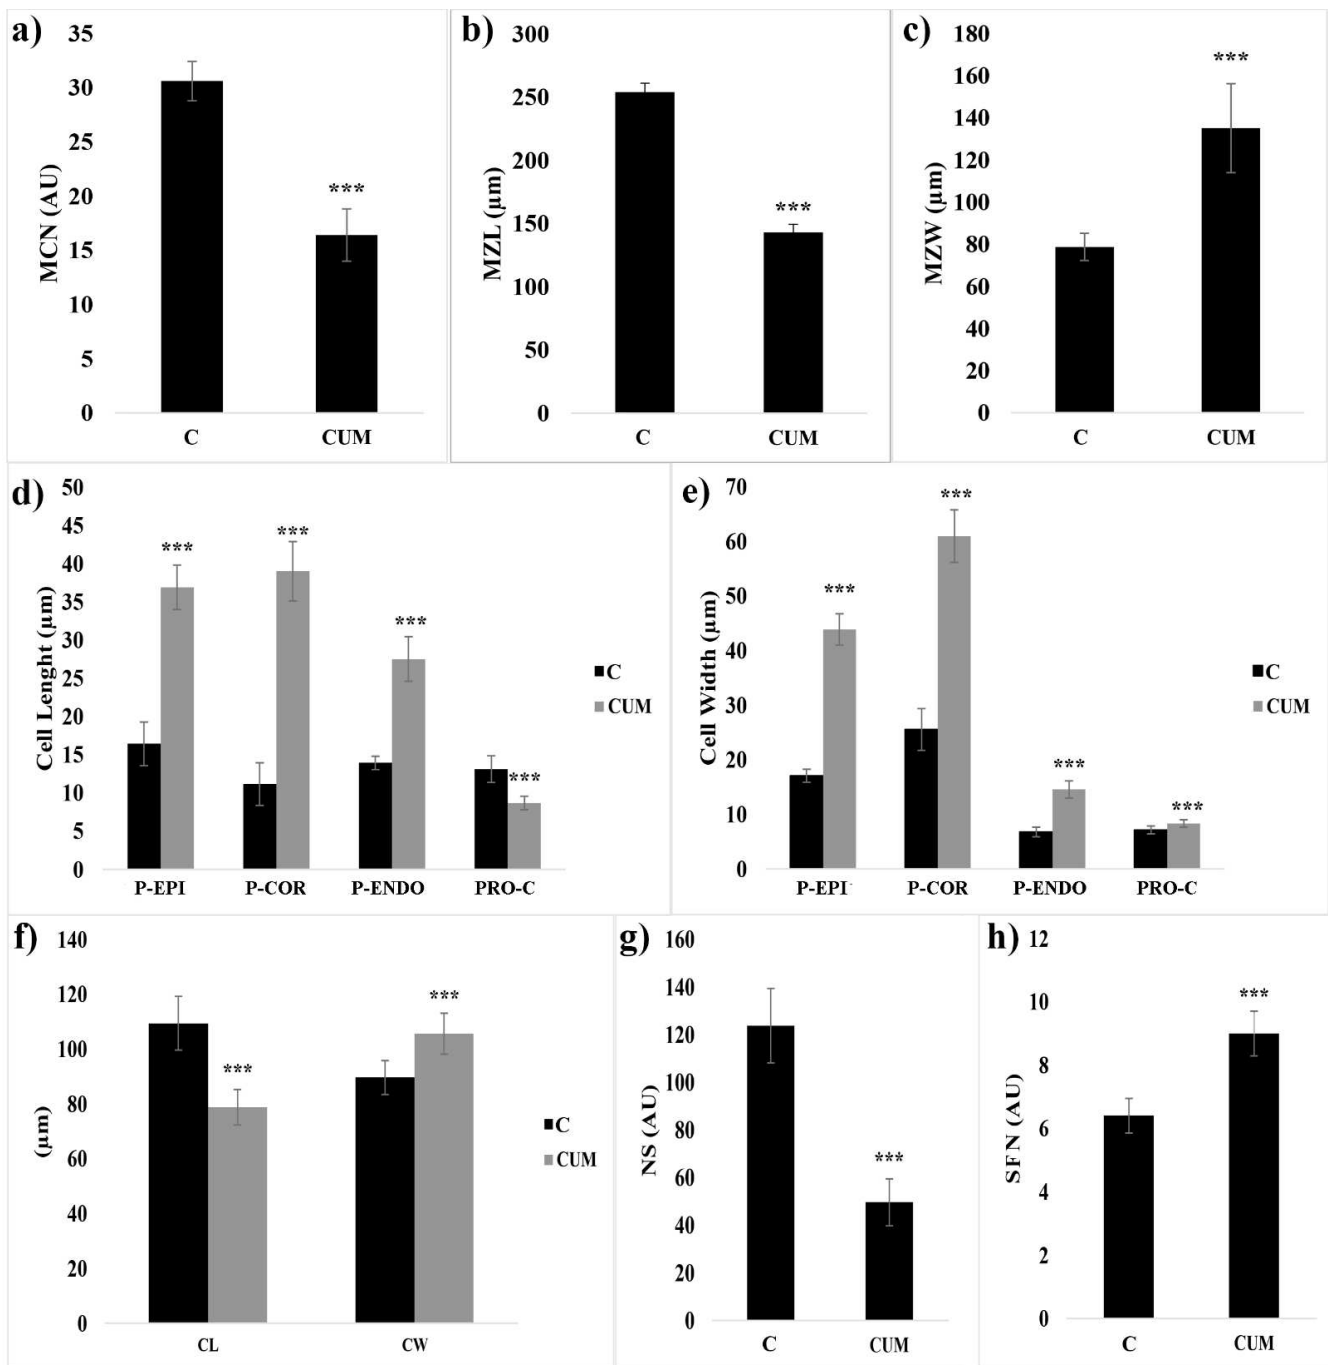 a)
MCN (AU)
35
30
25
20
15
10
5
0
***
C CUM
b)
MZL (µm)
300
250
200
150
100
50
0
***
C CUM
c)
MZW (µm)
180
160
140
120
100
80
60
40
20
0
***
C CUM
d)
Cell Lenght (µm)
50
45
40
35
30
25
20
15
10
5
0
*** *** *** ***
P-EPI P-COR P-ENDO PRO-C
C
CUM
e)
Cell Width (µm)
70
60
50
40
30
20
10
0
*** *** *** ***
P-EPI P-COR P-ENDO PRO-C
C
CUM
f)
(µm)
140
120
100
80
60
40
20
0
*** ***
CL CW
C
CUM
g)
NS (AU)
160
140
120
100
80
60
40
20
0
***
C CUM
h)
SFN (AU)
12
10
8
6
4
2
0
***
C CUM